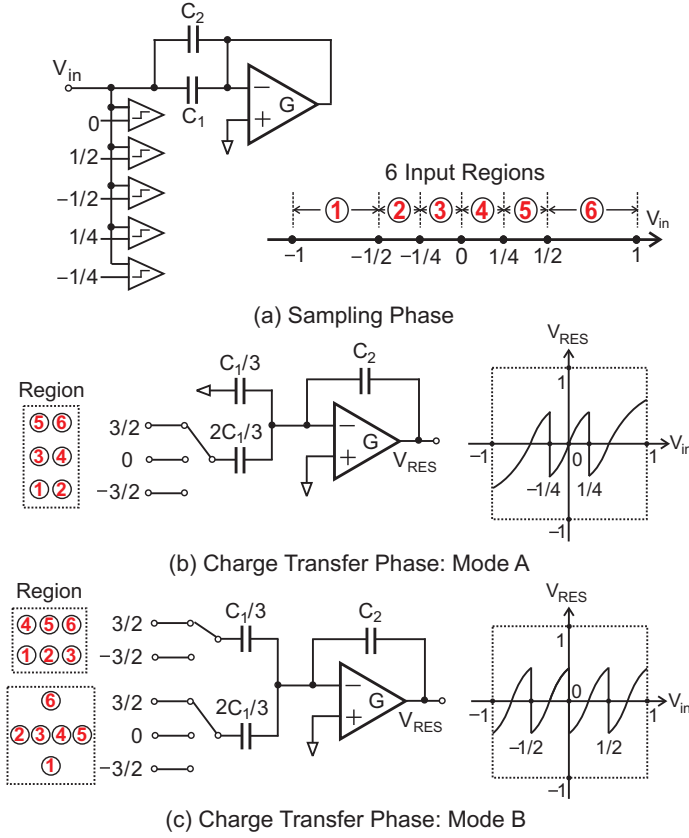 C2
Vin
C1
G
−
+
0
1/2
−1/2
1/4
−1/4
6 Input Regions
① ② ③ ④ ⑤ ⑥
Vin
−1 −1/2 −1/4 0 1/4 1/2 1
(a) Sampling Phase
Region
⑤ ⑥
③ ④
① ②
3/2
0
−3/2
C1/3
2C1/3
C2
−
+
G
VRES
VRES
1
−1 0 1 Vin
−1/4 1/4
−1
(b) Charge Transfer Phase: Mode A
Region
④ ⑤ ⑥
① ② ③
⑥
② ③ ④ ⑤
①
3/2
−3/2
3/2
0
−3/2
C1/3
2C1/3
C2
−
+
G
VRES
VRES
1
−1 0 1 Vin
−1/2 1/2
−1
(c) Charge Transfer Phase: Mode B